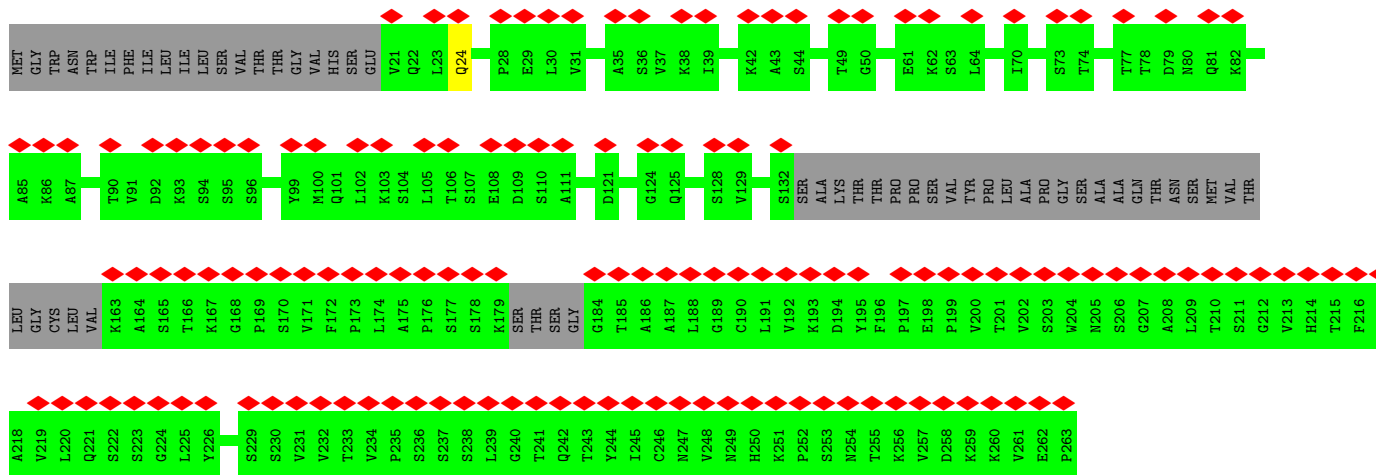 MET GLY TRP ASN TRP ILE PHE ILE LEU ILE LEU SER VAL THR THR GLY VAL HIS SER GLU V21 Q22 L23 Q24 P28 E29 L30 V31 A35 S36 V37 K38 I39 K42 A43 S44 T49 G50 E61 K62 S63 L64 I70 S73 T74 T77 T78 D79 N80 Q81 K82
A85 K86 A87 T90 V91 D92 K93 S94 S95 S96 Y99 M100 Q101 L102 K103 S104 L105 T106 S107 E108 D109 S110 A111 D121 G124 Q125 S128 V129 S132 SER ALA LYS THR THR PRO PRO SER VAL TYR PRO LEU ALA PRO GLY SER ALA ALA GLN THR ASN SER MET VAL THR
LEU GLY CYS LEU VAL K163 A164 S165 T166 K167 G168 P169 S170 V171 F172 P173 L174 A175 P176 S177 S178 K179 SER THR SER GLY G184 T185 A186 A187 L188 G189 C190 L191 V192 K193 D194 Y195 F196 P197 E198 P199 V200 T201 V202 S203 W204 N205 S206 G207 A208 L209 T210 S211 G212 V213 H214 T215 F216
A218 V219 L220 Q221 S222 S223 G224 L225 Y226 S229 S230 V231 V232 T233 V234 P235 S236 S237 S238 L239 G240 T241 Q242 T243 Y244 I245 C246 N247 V248 N249 H250 K251 P252 S253 N254 T255 K256 V257 D258 K259 K260 V261 E262 P263